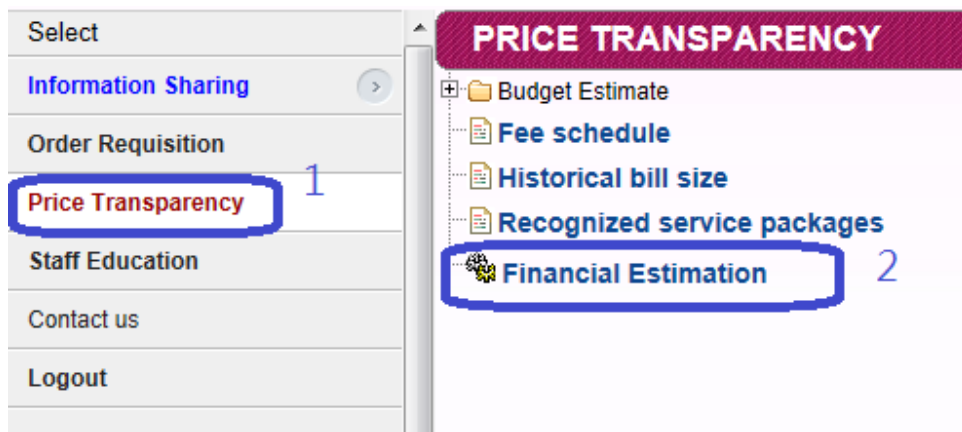 Select
Information Sharing
Order Requisition
Price Transparency
1
Staff Education
Contact us
Logout
PRICE TRANSPARENCY
Budget Estimate
Fee schedule
Historical bill size
Recognized service packages
Financial Estimation
2